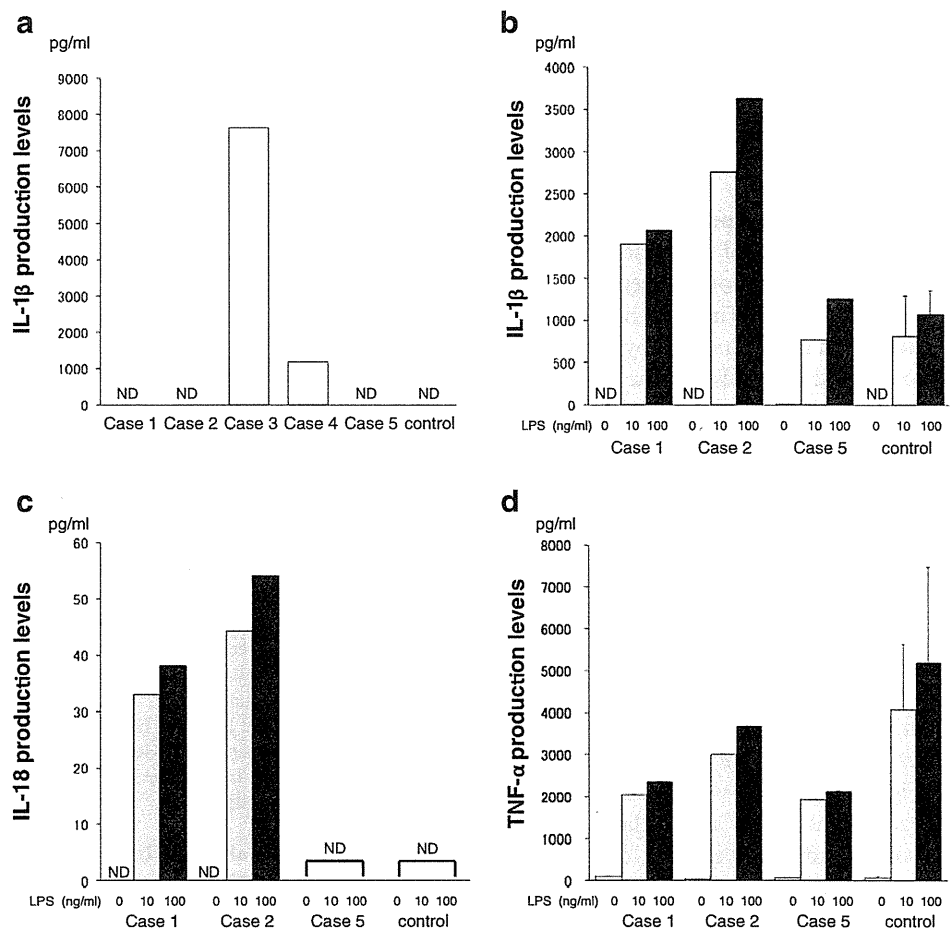 a
pg/ml
IL-1β production levels
9000
8000
7000
6000
5000
4000
3000
2000
1000
0
ND ND ND ND
Case 1 Case 2 Case 3 Case 4 Case 5 control
b
pg/ml
IL-1β production levels
4000
3500
3000
2500
2000
1500
1000
500
0
ND ND ND
LPS (ng/ml) 0 10 100 0 10 100 0 10 100 0 10 100
Case 1 Case 2 Case 5 control
c
pg/ml
IL-18 production levels
60
50
40
30
20
10
0
ND ND ND ND
LPS (ng/ml) 0 10 100 0 10 100 0 10 100 0 10 100
Case 1 Case 2 Case 5 control
d
pg/ml
TNF-α production levels
8000
7000
6000
5000
4000
3000
2000
1000
0
LPS (ng/ml) 0 10 100 0 10 100 0 10 100 0 10 100
Case 1 Case 2 Case 5 control